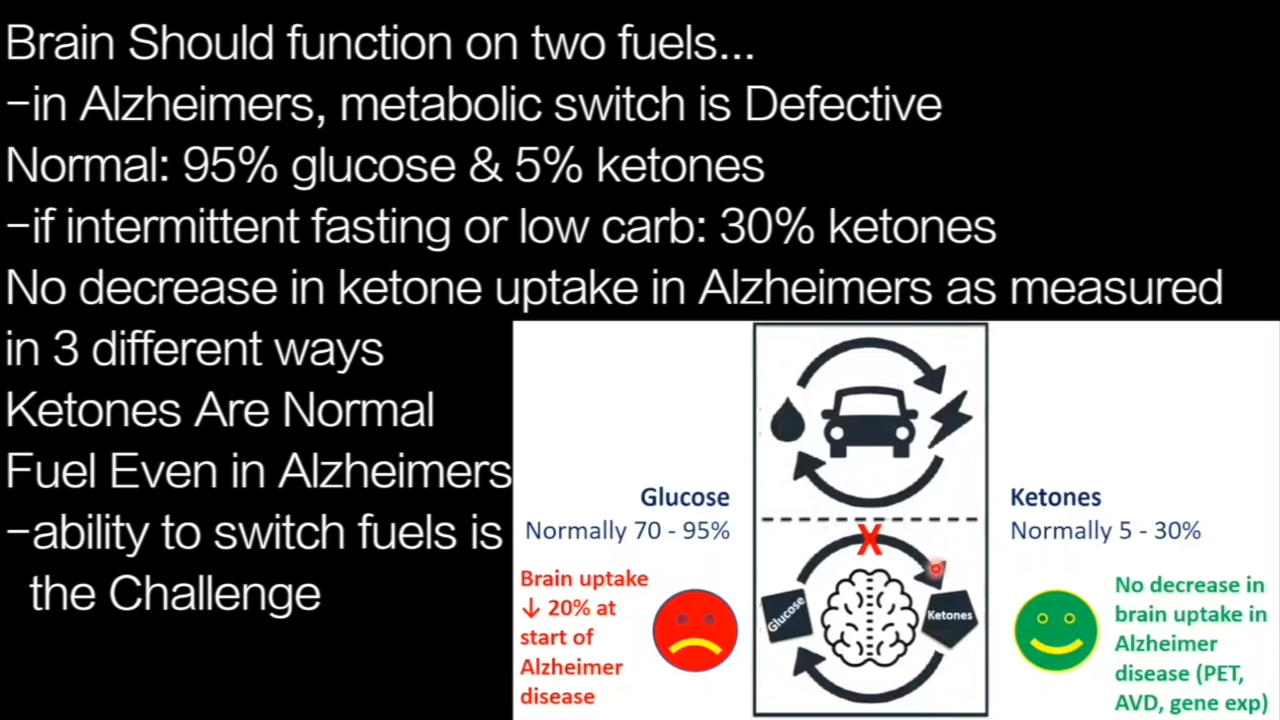 Brain Should function on two fuels...
-in Alzheimers, metabolic switch is Defective
Normal: 95% glucose & 5% ketones
-if intermittent fasting or low carb: 30% ketones
No decrease in ketone uptake in Alzheimers as measured
in 3 different ways
Ketones Are Normal
Fuel Even in Alzheimers
-ability to switch fuels is
the Challenge
Glucose
Normally 70 - 95%
Brain uptake
↓ 20% at
start of
Alzheimer
disease
X
Glucose
Ketones
Ketones
Normally 5 - 30%
No decrease in
brain uptake in
Alzheimer
disease (PET,
AVD, gene exp)